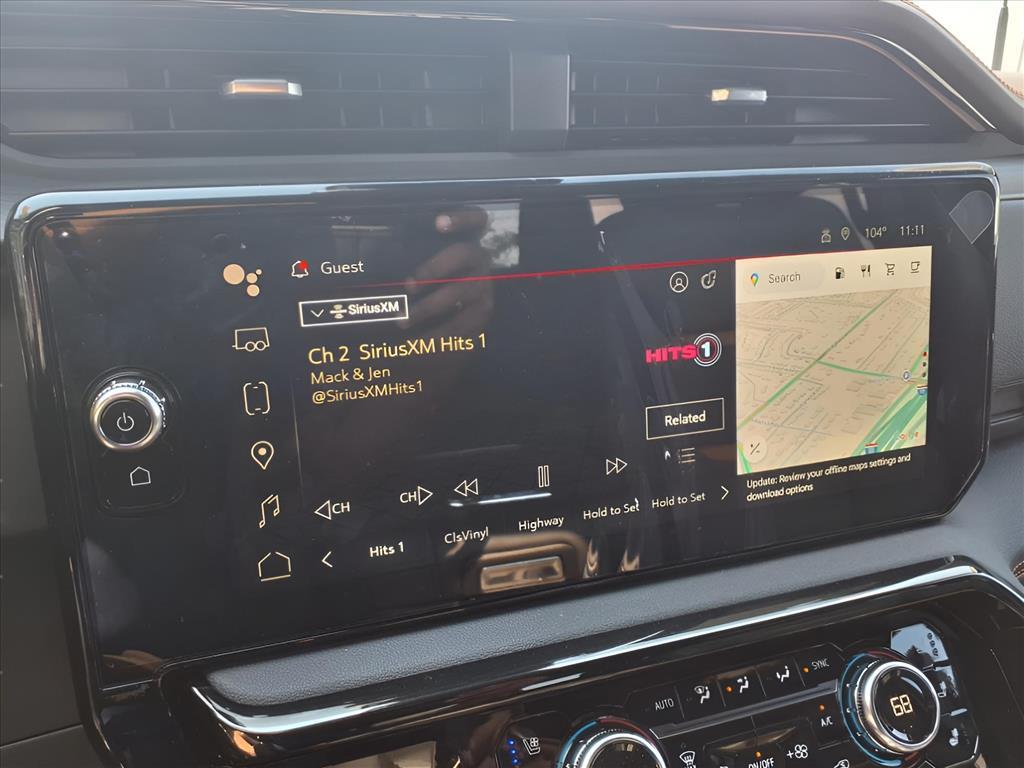 Guest
104° 11:11
SiriusXM
Search
Ch 2 SiriusXM Hits 1
Mack & Jen
@SiriusXMHits1
HITS 1
Related
Update: Review your offline maps settings and
download options
CH
CH
Hits 1
ClsVinyl
Highway
Hold to Set
Hold to Set
AUTO
SYNC
A/C
68
ON/OFF